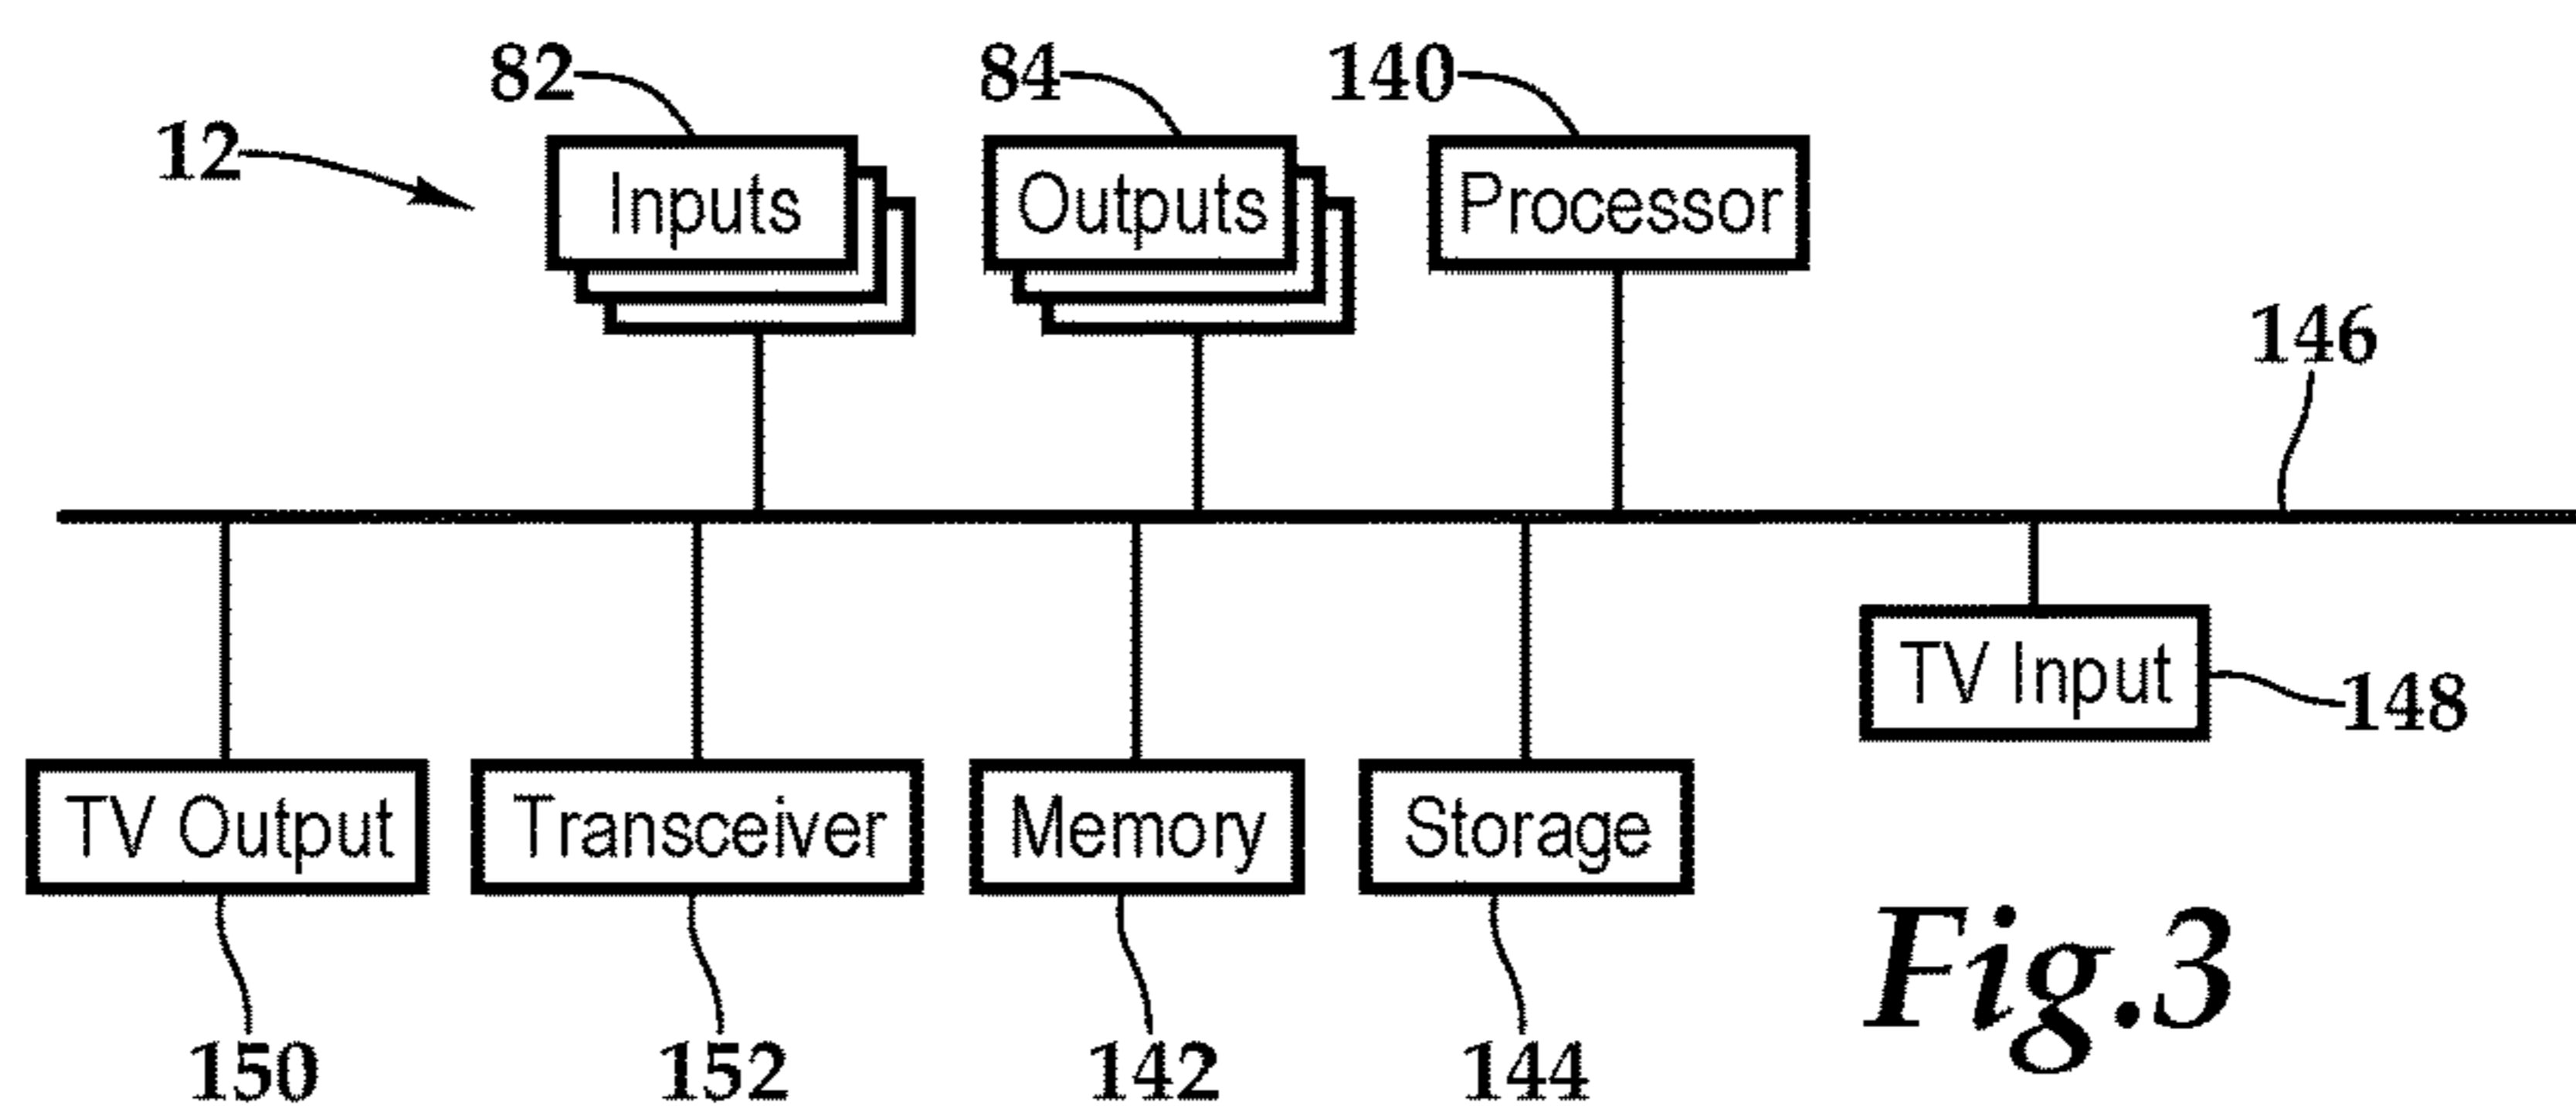 82 84 140
12
Inputs Outputs Processor
146
TV Input
148
TV Output Transceiver Memory Storage
Fig.3
150 152 142 144